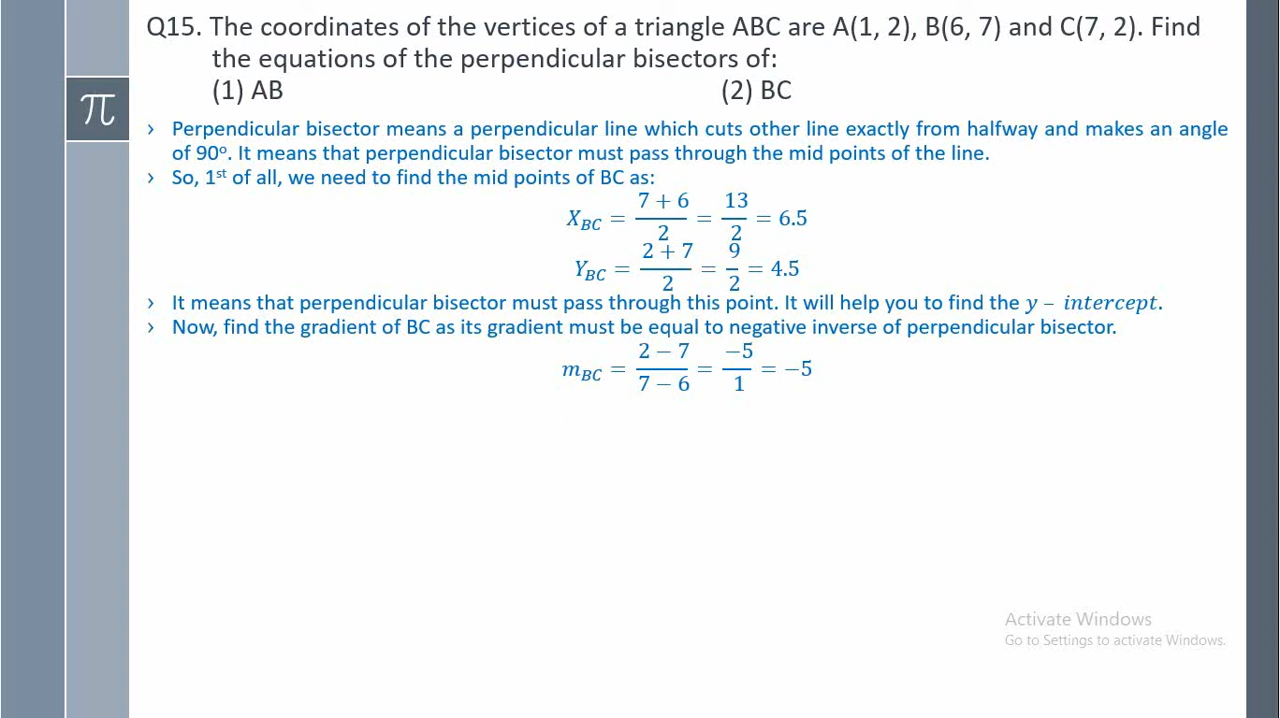 Q15. The coordinates of the vertices of a triangle ABC are A(1, 2), B(6, 7) and C(7, 2). Find
the equations of the perpendicular bisectors of:
(1) AB (2) BC
π
› Perpendicular bisector means a perpendicular line which cuts other line exactly from halfway and makes an angle
of 90º. It means that perpendicular bisector must pass through the mid points of the line.
› So, 1st of all, we need to find the mid points of BC as:
X_BC = (7 + 6)/2 = 13/2 = 6.5
Y_BC = (2 + 7)/2 = 9/2 = 4.5
› It means that perpendicular bisector must pass through this point. It will help you to find the y – intercept.
› Now, find the gradient of BC as its gradient must be equal to negative inverse of perpendicular bisector.
m_BC = (2 − 7)/(7 − 6) = −5/1 = −5
Activate Windows
Go to Settings to activate Windows.